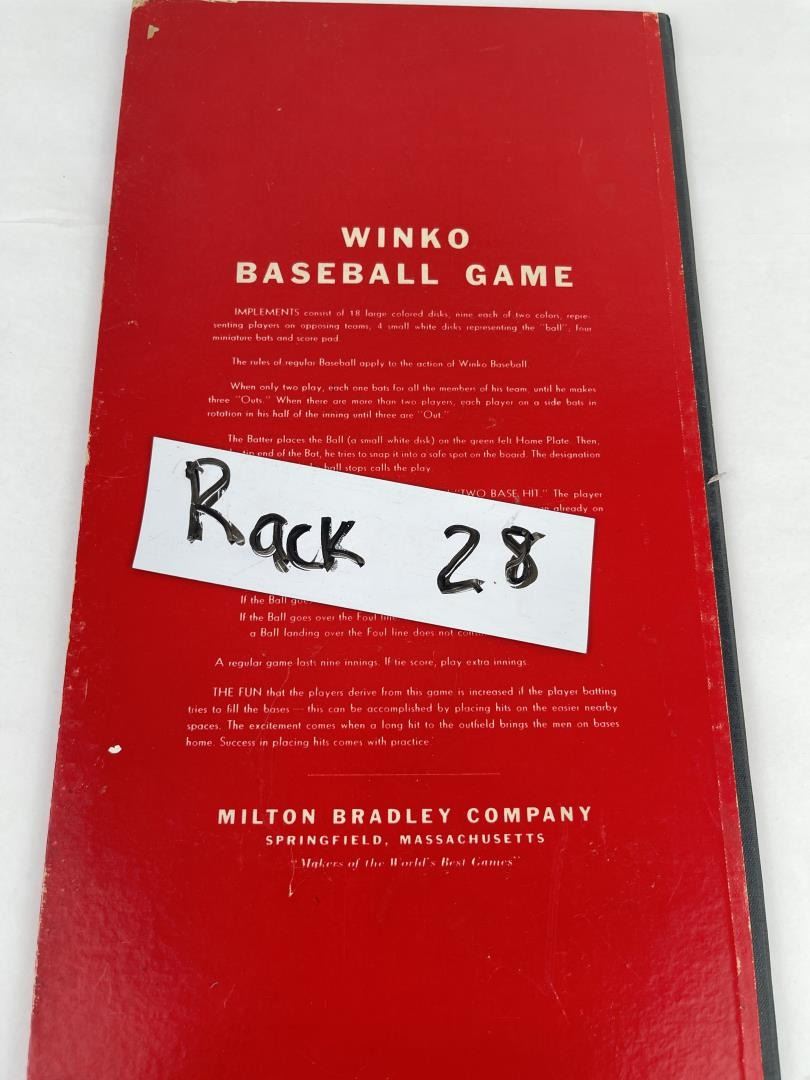 WINKO
BASEBALL GAME
IMPLEMENTS consist of 18 large colored disks, nine each of two colors, repre-
senting players on opposing teams, 4 small white disks representing the "ball", four
miniature bats and score pad.
The rules of regular Baseball apply to the action of Winko Baseball.
When only two play, each one bats for all the members of his team, until he makes
three "Outs." When there are more than two players, each player on a side bats in
rotation in his half of the inning until three are "Out."
The Batter places the Ball (a small white disk) on the green felt Home Plate. Then,
tip end of the Bat, he tries to snap it into a safe spot on the board. The designation
ball stops calls the play.
"TWO BASE HIT." The player
already on
Rack 28
If the Ball
If the Ball goes over the Foul
a Ball landing over the Foul line does not
A regular game lasts nine innings. If tie score, play extra innings.
THE FUN that the players derive from this game is increased if the player batting
tries to fill the bases — this can be accomplished by placing hits on the easier nearby
spaces. The excitement comes when a long hit to the outfield brings the men on bases
home. Success in placing hits comes with practice.
MILTON BRADLEY COMPANY
SPRINGFIELD, MASSACHUSETTS
"Makers of the World's Best Games"